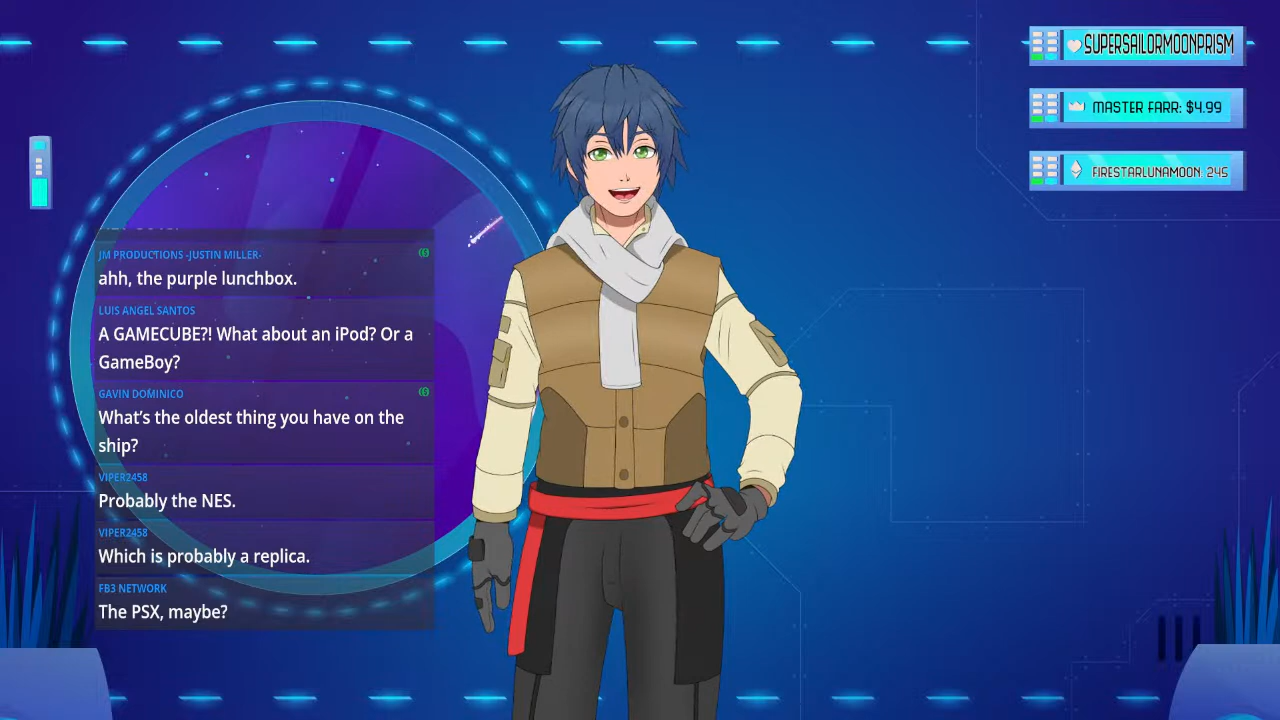 JM PRODUCTIONS -JUSTIN MILLER-
ahh, the purple lunchbox.
LUIS ANGEL SANTOS
A GAMECUBE?! What about an iPod? Or a
GameBoy?
GAVIN DOMINICO
What's the oldest thing you have on the
ship?
VIPER2458
Probably the NES.
VIPER2458
Which is probably a replica.
FB3 NETWORK
The PSX, maybe?
SUPERSAILORMOONPRISM
MASTER FARR: $4.99
FIRESTARLUNAMOON: 245